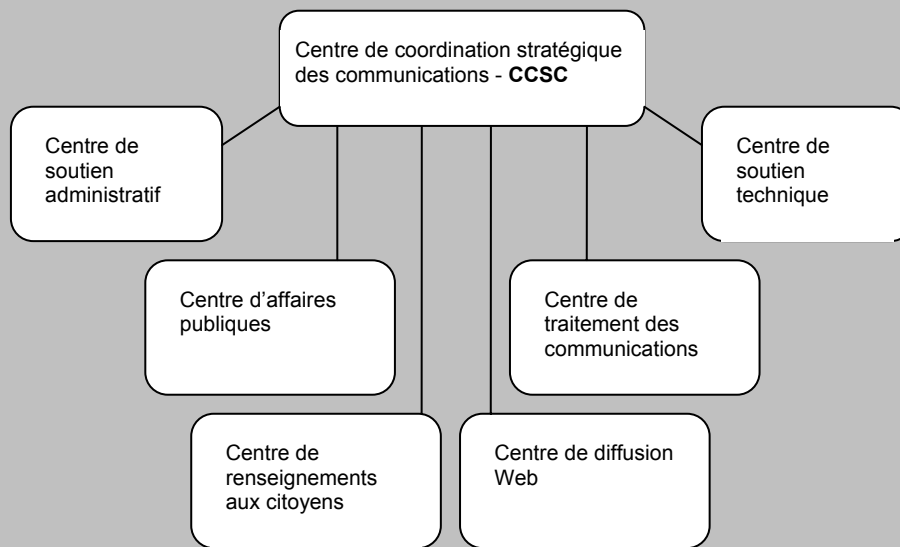 Centre de coordination stratégique
des communications - CCSC
Centre de
soutien
administratif
Centre de
soutien
technique
Centre d’affaires
publiques
Centre de
traitement des
communications
Centre de
renseignements
aux citoyens
Centre de diffusion
Web